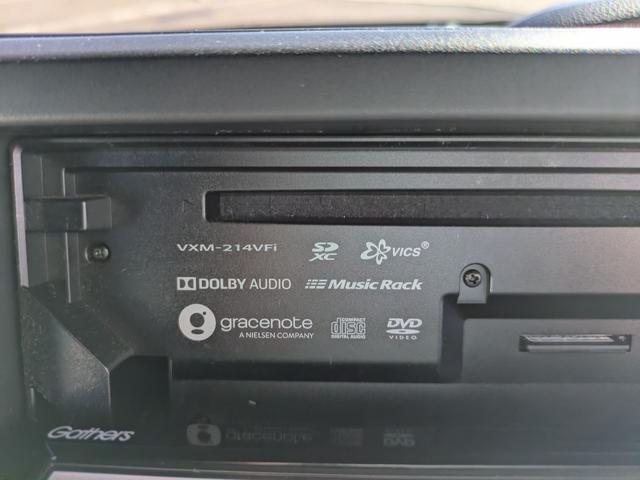 VXM-214VFi SD XC VICS®
DOLBY AUDIO Music Rack
gracenote
A NIELSEN COMPANY
COMPACT disc DIGITAL AUDIO
DVD VIDEO
Gathers
gracenote